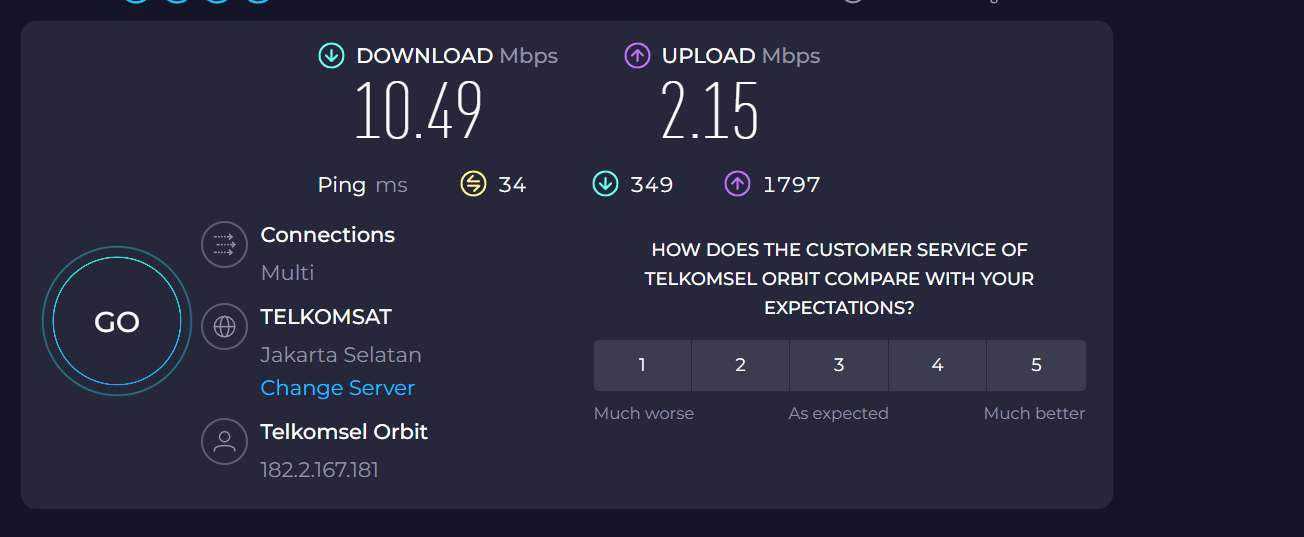 DOWNLOAD Mbps
10.49
UPLOAD Mbps
2.15
Ping ms 34 349 1797
GO
Connections
Multi
TELKOMSAT
Jakarta Selatan
Change Server
Telkomsel Orbit
182.2.167.181
HOW DOES THE CUSTOMER SERVICE OF
TELKOMSEL ORBIT COMPARE WITH YOUR
EXPECTATIONS?
1 2 3 4 5
Much worse As expected Much better